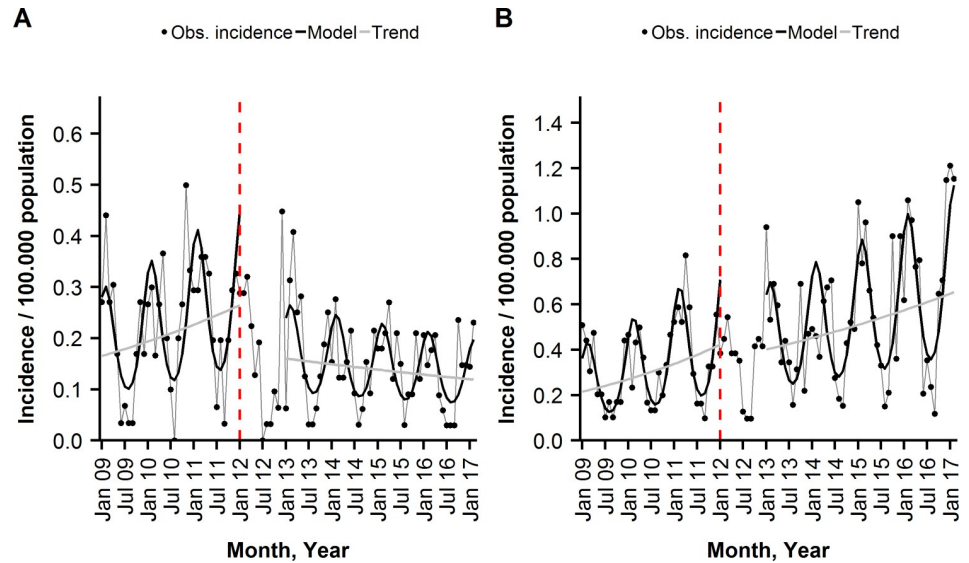 A
• Obs. incidence – Model – Trend
Incidence / 100.000 population
0.6
0.5
0.4
0.3
0.2
0.1
0.0
Jan 09
Jul 09
Jan 10
Jul 10
Jan 11
Jul 11
Jan 12
Jul 12
Jan 13
Jul 13
Jan 14
Jul 14
Jan 15
Jul 15
Jan 16
Jul 16
Jan 17
Month, Year
B
• Obs. incidence – Model – Trend
Incidence / 100.000 population
1.4
1.2
1.0
0.8
0.6
0.4
0.2
0.0
Jan 09
Jul 09
Jan 10
Jul 10
Jan 11
Jul 11
Jan 12
Jul 12
Jan 13
Jul 13
Jan 14
Jul 14
Jan 15
Jul 15
Jan 16
Jul 16
Jan 17
Month, Year